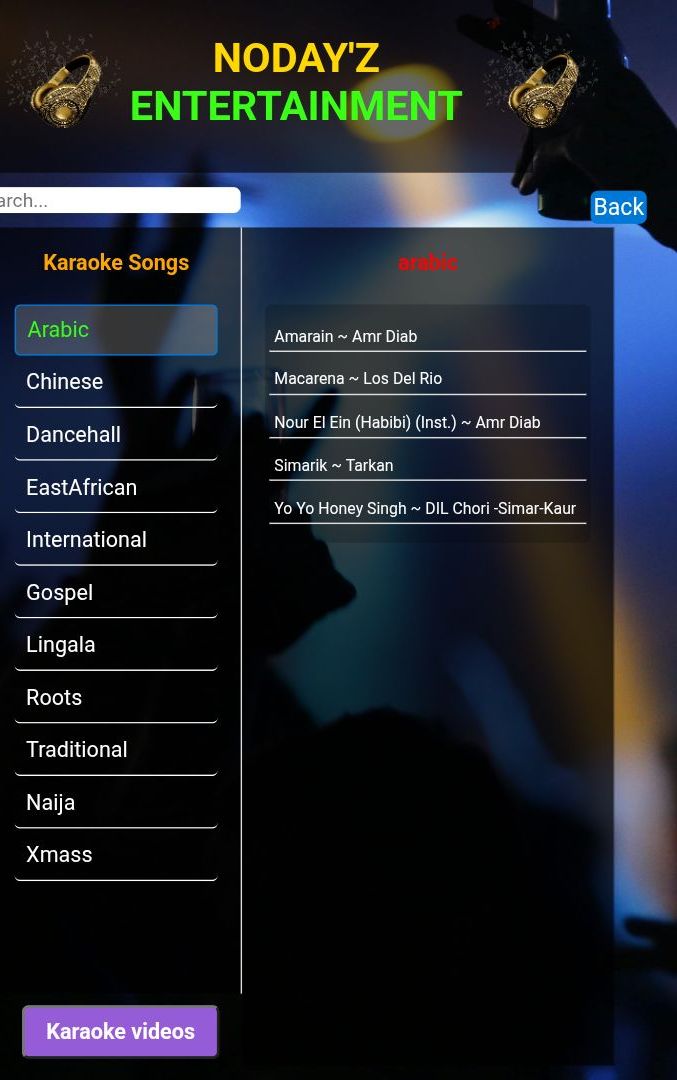 NODAY'Z
ENTERTAINMENT
arch...
Back
Karaoke Songs
Arabic
Chinese
Dancehall
EastAfrican
International
Gospel
Lingala
Roots
Traditional
Naija
Xmass
Karaoke videos
arabic
Amarain ~ Amr Diab
Macarena ~ Los Del Rio
Nour El Ein (Habibi) (Inst.) ~ Amr Diab
Simarik ~ Tarkan
Yo Yo Honey Singh ~ DIL Chori -Simar-Kaur